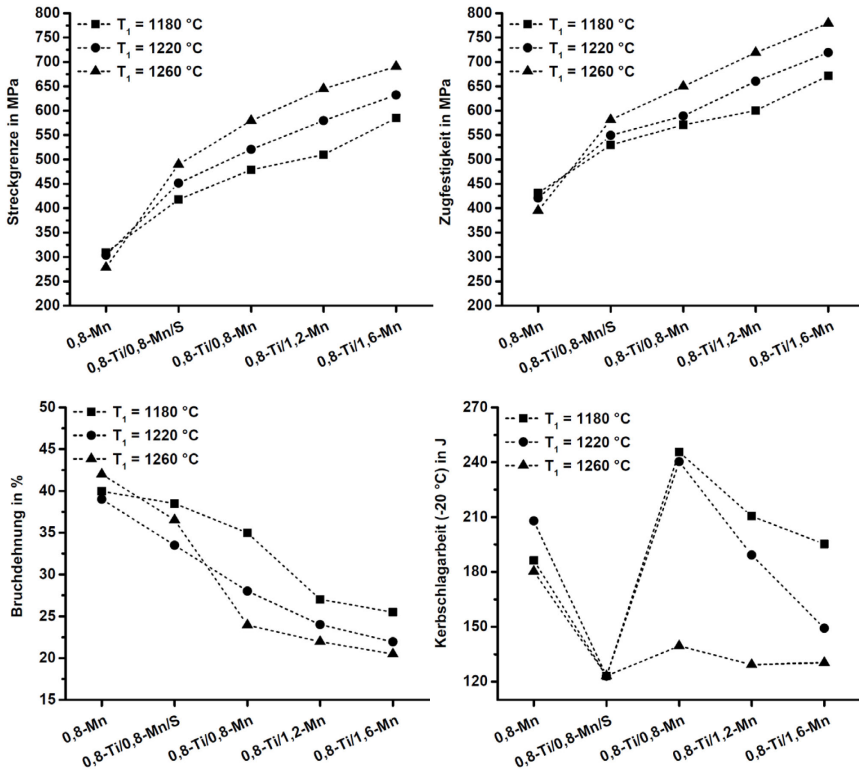 Streckgrenze in MPa
800
750
700
650
600
550
500
450
400
350
300
250
200
T1 = 1180 °C
T1 = 1220 °C
T1 = 1260 °C
0,8-Mn
0,8-Ti/0,8-Mn/S
0,8-Ti/0,8-Mn
0,8-Ti/1,2-Mn
0,8-Ti/1,6-Mn
Zugfestigkeit in MPa
800
750
700
650
600
550
500
450
400
350
300
250
200
T1 = 1180 °C
T1 = 1220 °C
T1 = 1260 °C
0,8-Mn
0,8-Ti/0,8-Mn/S
0,8-Ti/0,8-Mn
0,8-Ti/1,2-Mn
0,8-Ti/1,6-Mn
Bruchdehnung in %
50
45
40
35
30
25
20
15
T1 = 1180 °C
T1 = 1220 °C
T1 = 1260 °C
0,8-Mn
0,8-Ti/0,8-Mn/S
0,8-Ti/0,8-Mn
0,8-Ti/1,2-Mn
0,8-Ti/1,6-Mn
Kerbschlagarbeit (-20 °C) in J
270
240
210
180
150
120
T1 = 1180 °C
T1 = 1220 °C
T1 = 1260 °C
0,8-Mn
0,8-Ti/0,8-Mn/S
0,8-Ti/0,8-Mn
0,8-Ti/1,2-Mn
0,8-Ti/1,6-Mn